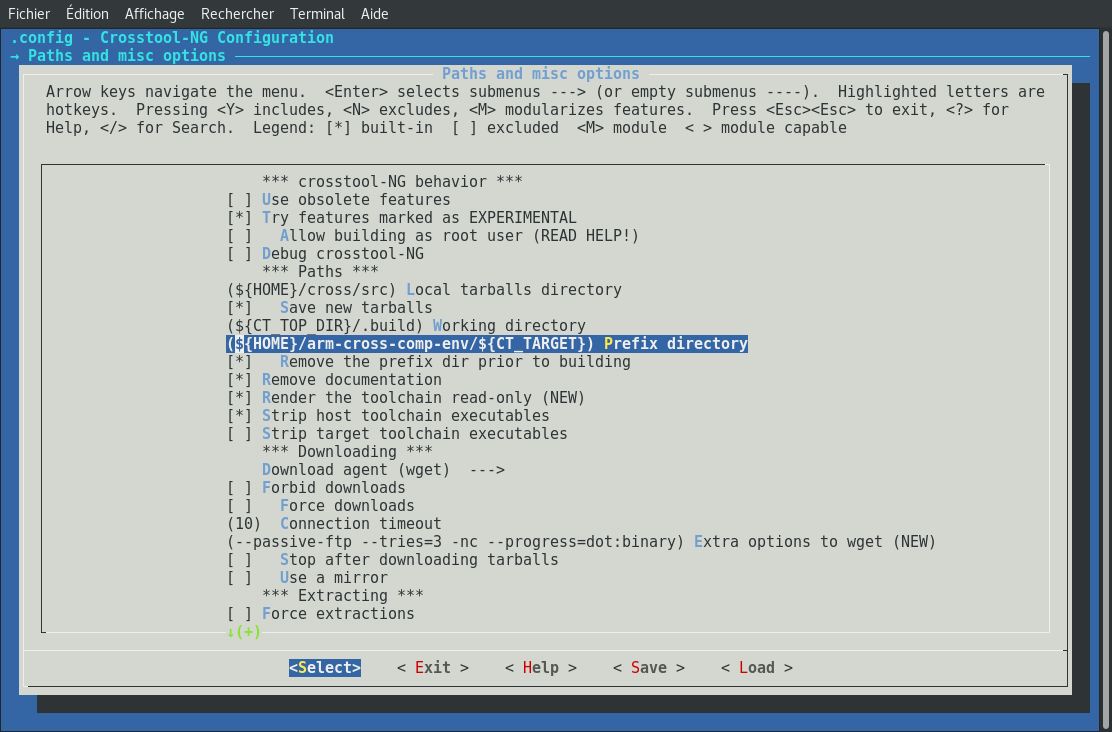 Fichier Édition Affichage Rechercher Terminal Aide
.config - Crosstool-NG Configuration
→ Paths and misc options
Paths and misc options
Arrow keys navigate the menu.  <Enter> selects submenus ---> (or empty submenus ----).  Highlighted letters are
hotkeys.  Pressing <Y> includes, <N> excludes, <M> modularizes features.  Press <Esc><Esc> to exit, <?> for
Help, </> for Search.  Legend: [*] built-in  [ ] excluded  <M> module  < > module capable
*** crosstool-NG behavior ***
[ ] Use obsolete features
[*] Try features marked as EXPERIMENTAL
[ ]   Allow building as root user (READ HELP!)
[ ] Debug crosstool-NG
*** Paths ***
(${HOME}/cross/src) Local tarballs directory
[*]   Save new tarballs
(${CT_TOP_DIR}/.build) Working directory
(${HOME}/arm-cross-comp-env/${CT_TARGET}) Prefix directory
[*]   Remove the prefix dir prior to building
[*] Remove documentation
[*] Render the toolchain read-only (NEW)
[*] Strip host toolchain executables
[ ] Strip target toolchain executables
*** Downloading ***
Download agent (wget)  --->
[ ] Forbid downloads
[ ]   Force downloads
(10)  Connection timeout
(--passive-ftp --tries=3 -nc --progress=dot:binary) Extra options to wget (NEW)
[ ]   Stop after downloading tarballs
[ ]   Use a mirror
*** Extracting ***
[ ] Force extractions
↓(+)
<Select>    < Exit >    < Help >    < Save >    < Load >